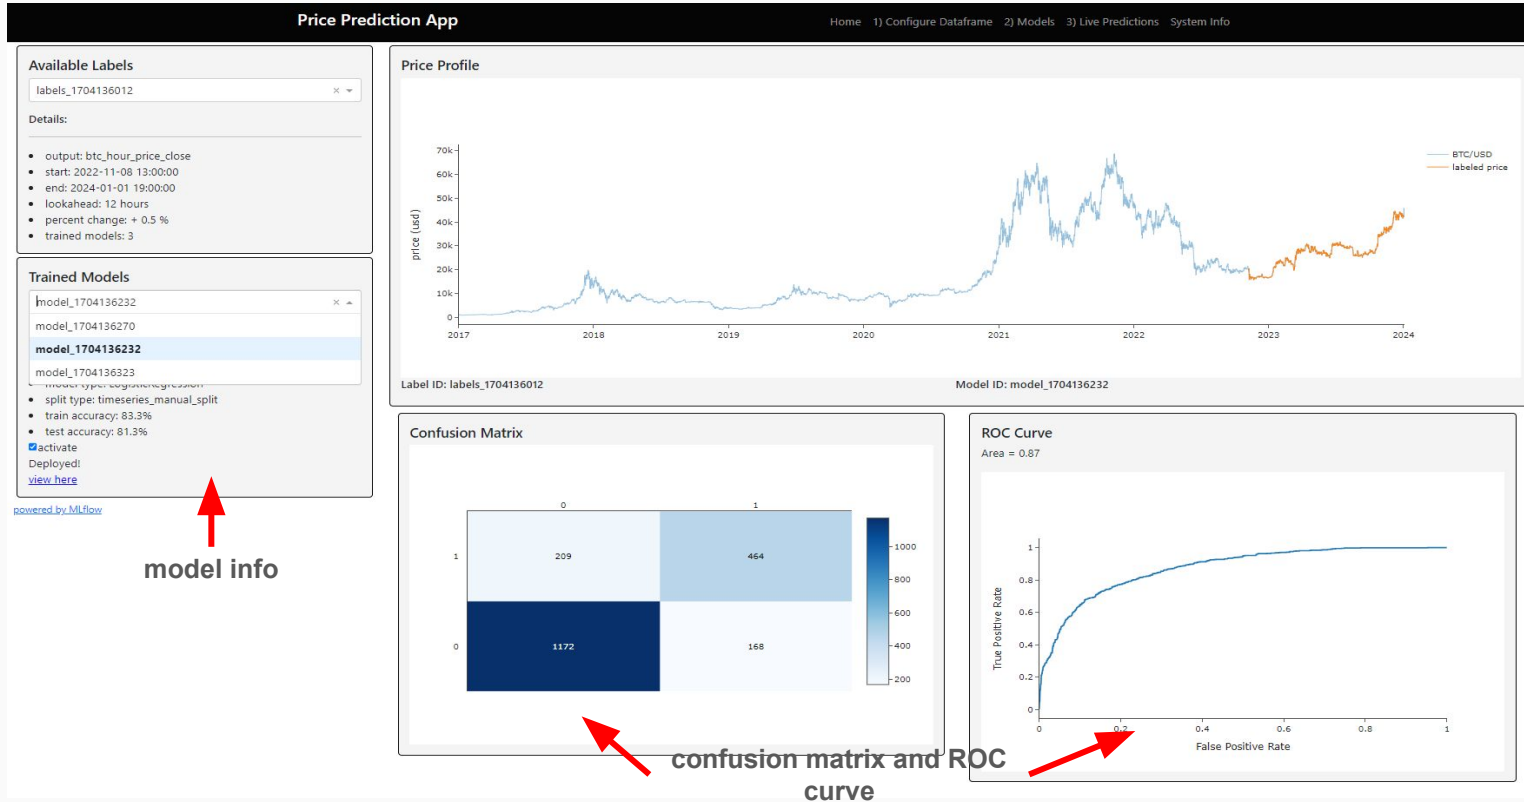 Price Prediction App
Home 1) Configure Dataframe 2) Models 3) Live Predictions System Info
Available Labels
labels_1704136012
Details:
output: btc_hour_price_close
start: 2022-11-08 13:00:00
end: 2024-01-01 19:00:00
lookahead: 12 hours
percent change: + 0.5 %
trained models: 3
Trained Models
model_1704136232
model_1704136270
model_1704136232
model_1704136323
model type: LogisticRegression
split type: timeseries_manual_split
train accuracy: 83.3%
test accuracy: 81.3%
activate
Deployed!
view here
powered by MLflow
model info
Price Profile
70k
60k
50k
40k
30k
20k
10k
0
price (usd)
2017 2018 2019 2020 2021 2022 2023 2024
BTC/USD
labeled price
Label ID: labels_1704136012
Model ID: model_1704136232
Confusion Matrix
0 1
1 209 464
0 1172 168
1000
800
600
400
200
ROC Curve
Area = 0.87
1
0.8
0.6
0.4
0.2
0
True Positive Rate
0 0.2 0.4 0.6 0.8 1
False Positive Rate
confusion matrix and ROC
curve